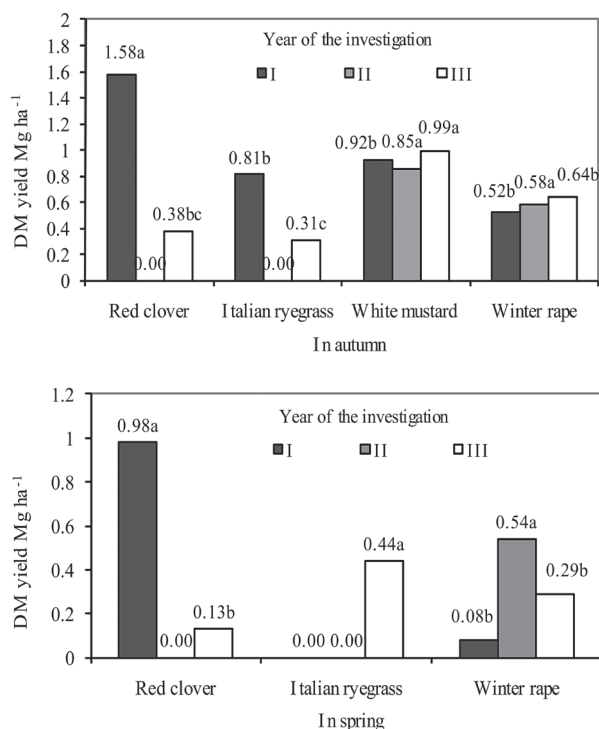 Year of the investigation
I II III
DM yield Mg ha⁻¹
2
1.8
1.6
1.4
1.2
1
0.8
0.6
0.4
0.2
0
1.58a 0.00 0.38bc
0.81b 0.00 0.31c
0.92b 0.85a 0.99a
0.52b 0.58a 0.64b
Red clover Italian ryegrass White mustard Winter rape
In autumn
Year of the investigation
I II III
DM yield Mg ha⁻¹
1.2
1
0.8
0.6
0.4
0.2
0
0.98a 0.00 0.13b
0.00 0.00 0.44a
0.08b 0.54a 0.29b
Red clover Italian ryegrass Winter rape
In spring